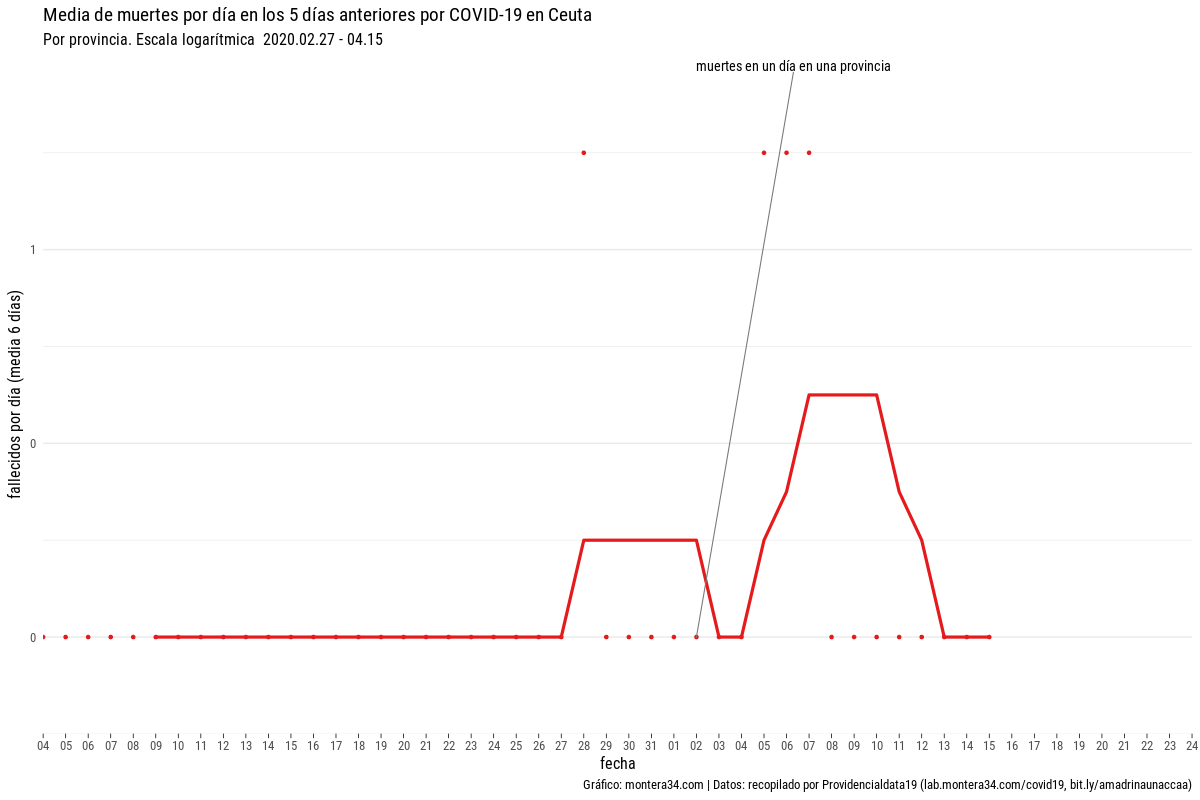 Media de muertes por día en los 5 días anteriores por COVID-19 en Ceuta
Por provincia. Escala logarítmica 2020.02.27 - 04.15
muertes en un día en una provincia
1
0
0
fallecidos por día (media 6 días)
04 05 06 07 08 09 10 11 12 13 14 15 16 17 18 19 20 21 22 23 24 25 26 27 28 29 30 31 01 02 03 04 05 06 07 08 09 10 11 12 13 14 15 16 17 18 19 20 21 22 23 24
fecha
Gráfico: montera34.com | Datos: recopilado por Providencialdata19 (lab.montera34.com/covid19, bit.ly/amadrinaunaccaa)